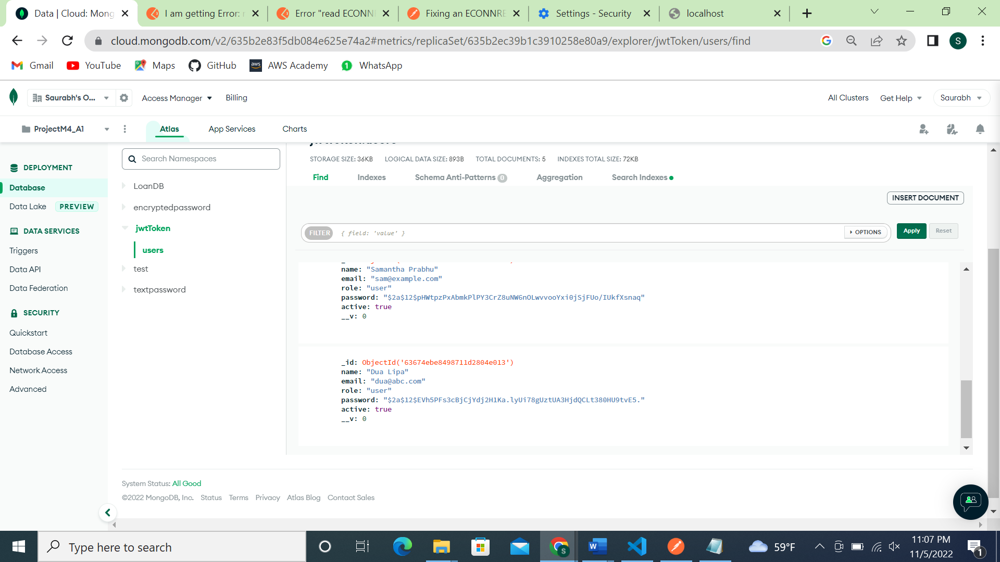 Data | Cloud: Mong
I am getting Error: r
Error "read ECONN
Fixing an ECONNRE
Settings - Security
localhost
cloud.mongodb.com/v2/635b2e83f5db084e625e74a2#metrics/replicaSet/635b2ec39b1c3910258e80a9/explorer/jwtToken/users/find
S
Gmail
YouTube
Maps
GitHub
aws AWS Academy
1 WhatsApp
Saurabh's O...
Access Manager
Billing
All Clusters
Get Help
Saurabh
ProjectM4_A1
Atlas
App Services
Charts
DEPLOYMENT
Database
Data Lake PREVIEW
DATA SERVICES
Triggers
Data API
Data Federation
SECURITY
Quickstart
Database Access
Network Access
Advanced
Search Namespaces
LoanDB
encryptedpassword
jwtToken
users
test
textpassword
STORAGE SIZE: 36KB LOGICAL DATA SIZE: 893B TOTAL DOCUMENTS: 5 INDEXES TOTAL SIZE: 72KB
Find Indexes Schema Anti-Patterns 0 Aggregation Search Indexes
INSERT DOCUMENT
FILTER { field: 'value' } OPTIONS Apply Reset
name: "Samantha Prabhu"
email: "sam@example.com"
role: "user"
password: "$2a$12$pHWtpzPxAbmkPlPY3CrZ8uNW6nOLwvvooYxi0jSjFUo/IUkfXsnaq"
active: true
__v: 0
_id: ObjectId('63674ebe8498711d2804e013')
name: "Dua Lipa"
email: "dua@abc.com"
role: "user"
password: "$2a$12$EVh5PFs3cBjCjYdj2H1Ka.lyUi78gUztUA3HjdQCLt380HU9tvE5."
active: true
__v: 0
System Status: All Good
©2022 MongoDB, Inc. Status Terms Privacy Atlas Blog Contact Sales
Type here to search
59°F
11:07 PM
11/5/2022
1